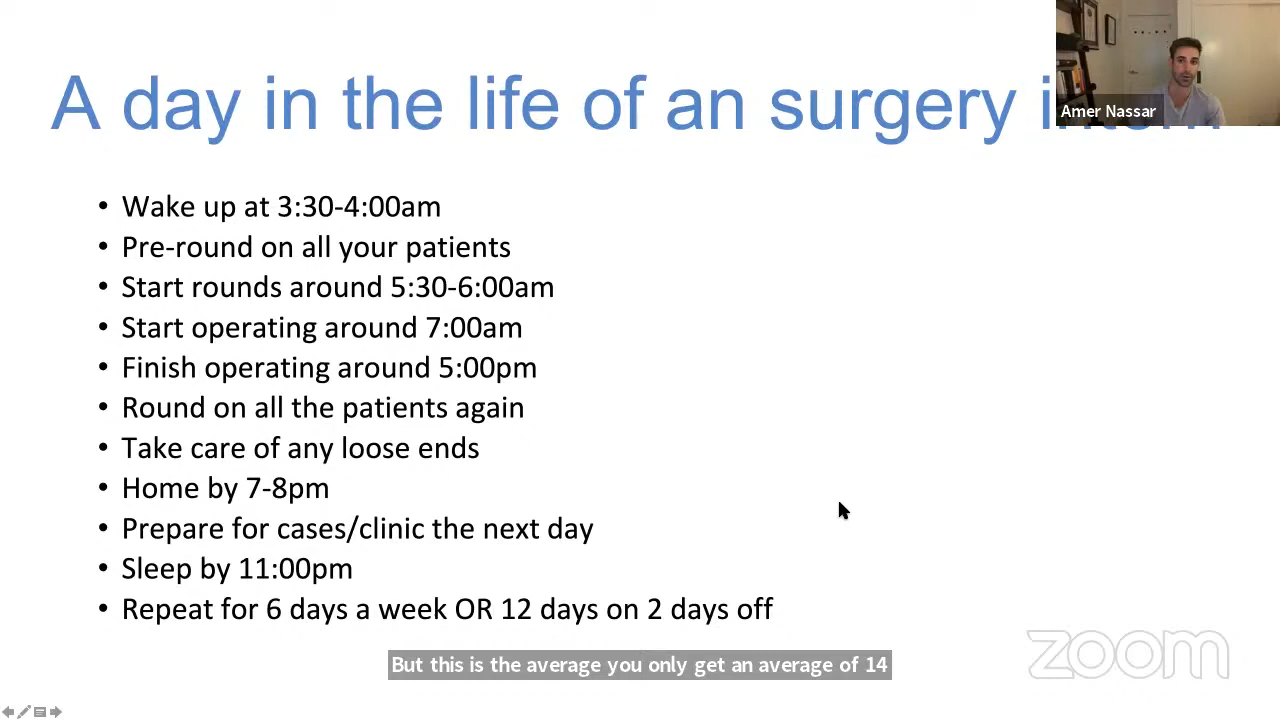 A day in the life of an surgery intern
Amer Nassar
• Wake up at 3:30-4:00am
• Pre-round on all your patients
• Start rounds around 5:30-6:00am
• Start operating around 7:00am
• Finish operating around 5:00pm
• Round on all the patients again
• Take care of any loose ends
• Home by 7-8pm
• Prepare for cases/clinic the next day
• Sleep by 11:00pm
• Repeat for 6 days a week OR 12 days on 2 days off
But this is the average you only get an average of 14
zoom